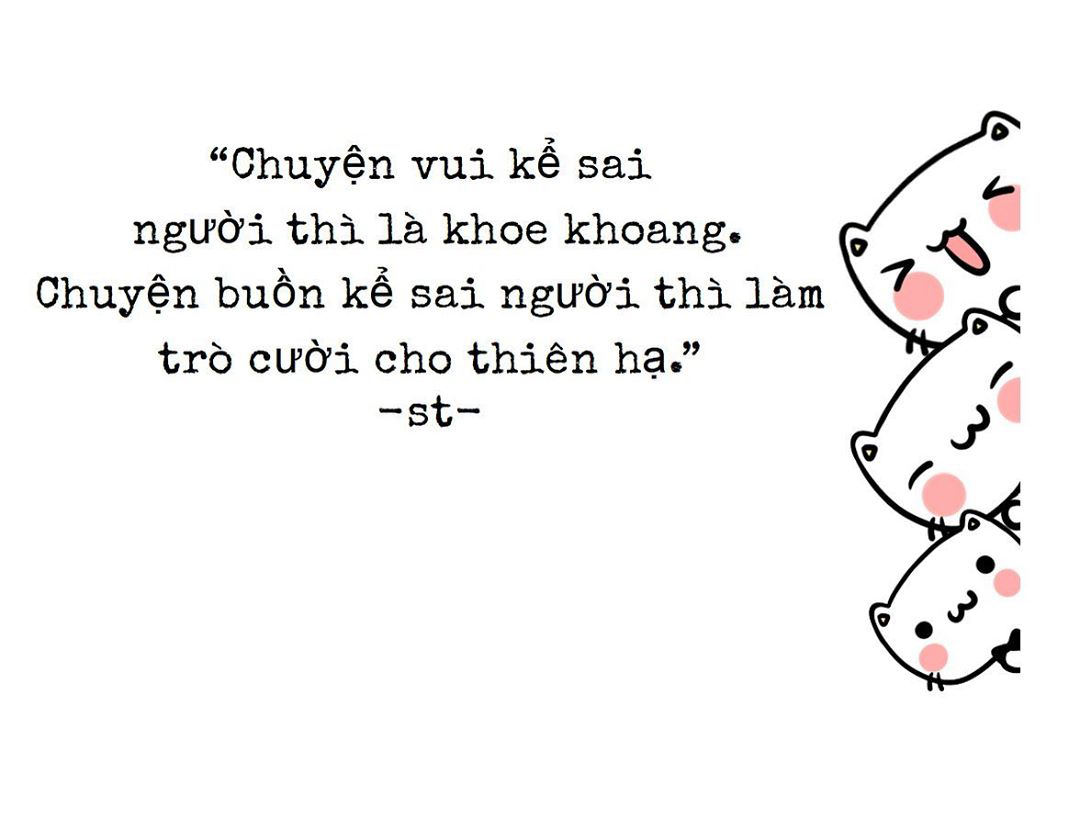 “Chuyện vui kể sai
người thì là khoe khoang.
Chuyện buồn kể sai người thì làm
trò cười cho thiên hạ.”
-st-